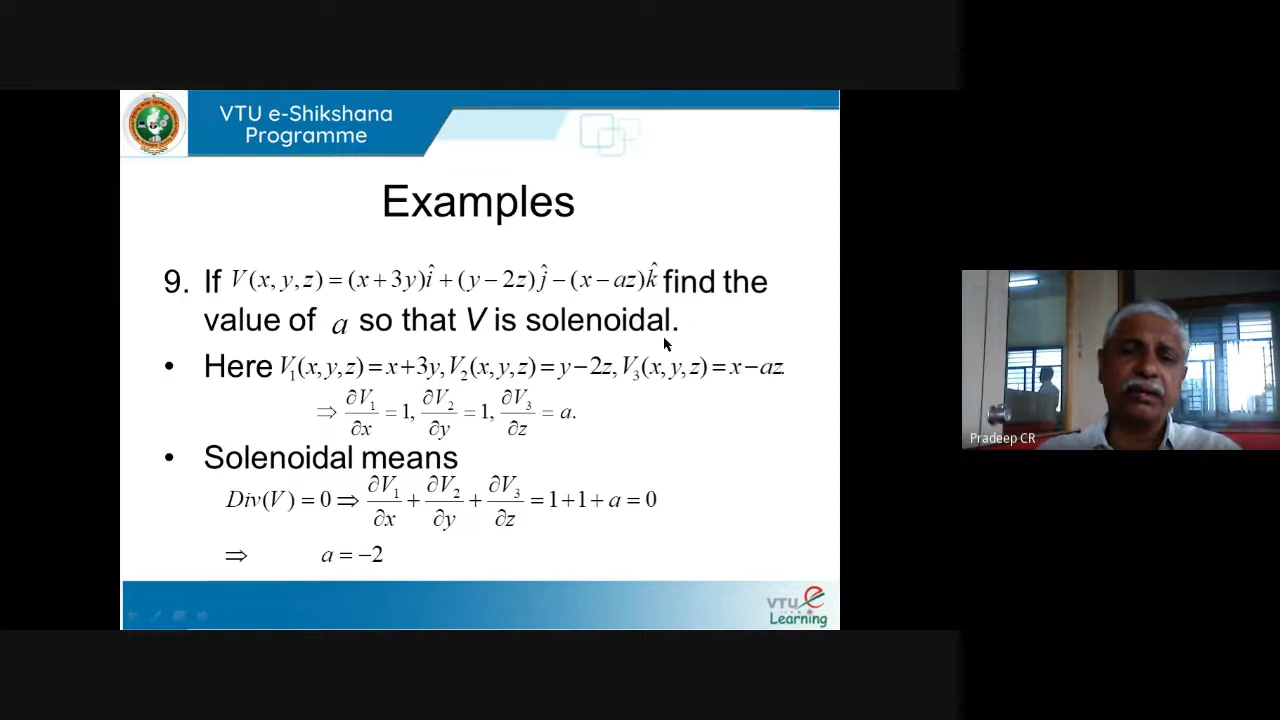 VTU e-Shikshana
Programme
Examples
9. If V(x, y, z) = (x + 3y)î + (y − 2z)ĵ − (x − az)k̂ find the
value of a so that V is solenoidal.
• Here V₁(x, y, z) = x + 3y, V₂(x, y, z) = y − 2z, V₃(x, y, z) = x − az.
⇒ ∂V₁/∂x = 1, ∂V₂/∂y = 1, ∂V₃/∂z = a.
• Solenoidal means
Div(V) = 0 ⇒ ∂V₁/∂x + ∂V₂/∂y + ∂V₃/∂z = 1 + 1 + a = 0
⇒ a = −2
VTU e
Learning
Pradeep CR